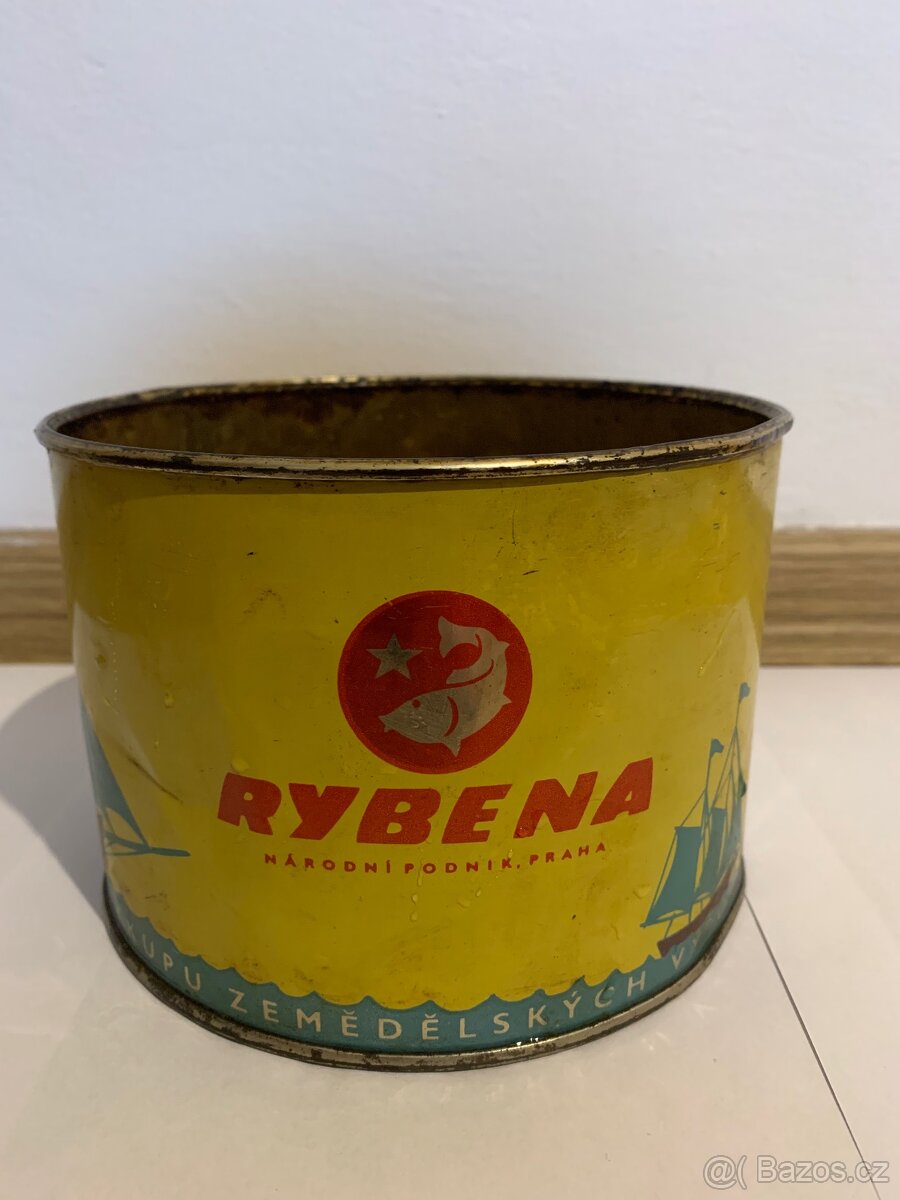 RYBENA
NÁRODNÍ PODNIK, PRAHA
KUPU ZEMĚDĚLSKÝCH V
@( Bazos.cz